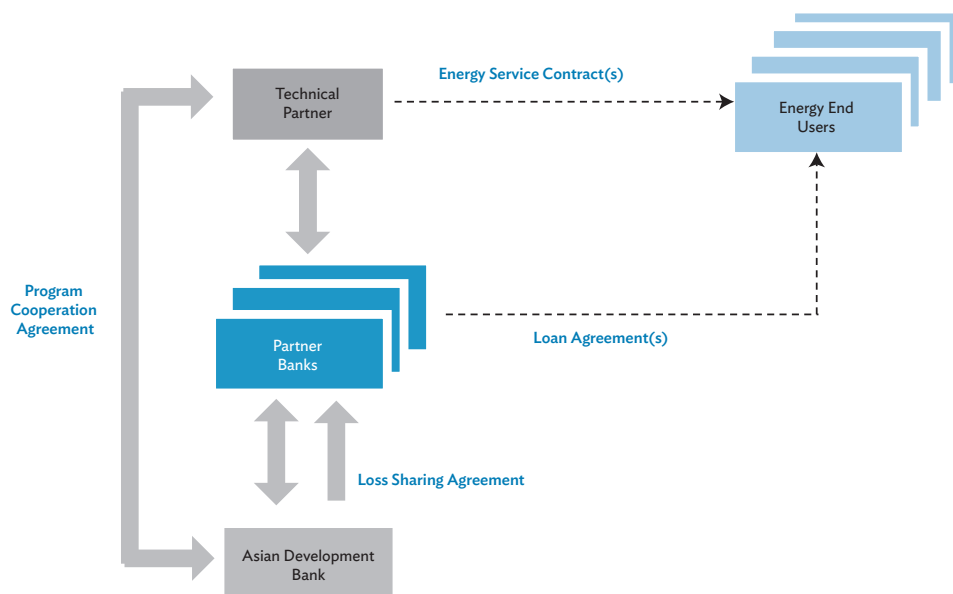 Energy Service Contract(s)
Technical
Partner
Energy End
Users
Program
Cooperation
Agreement
Partner
Banks
Loan Agreement(s)
Loss Sharing Agreement
Asian Development
Bank